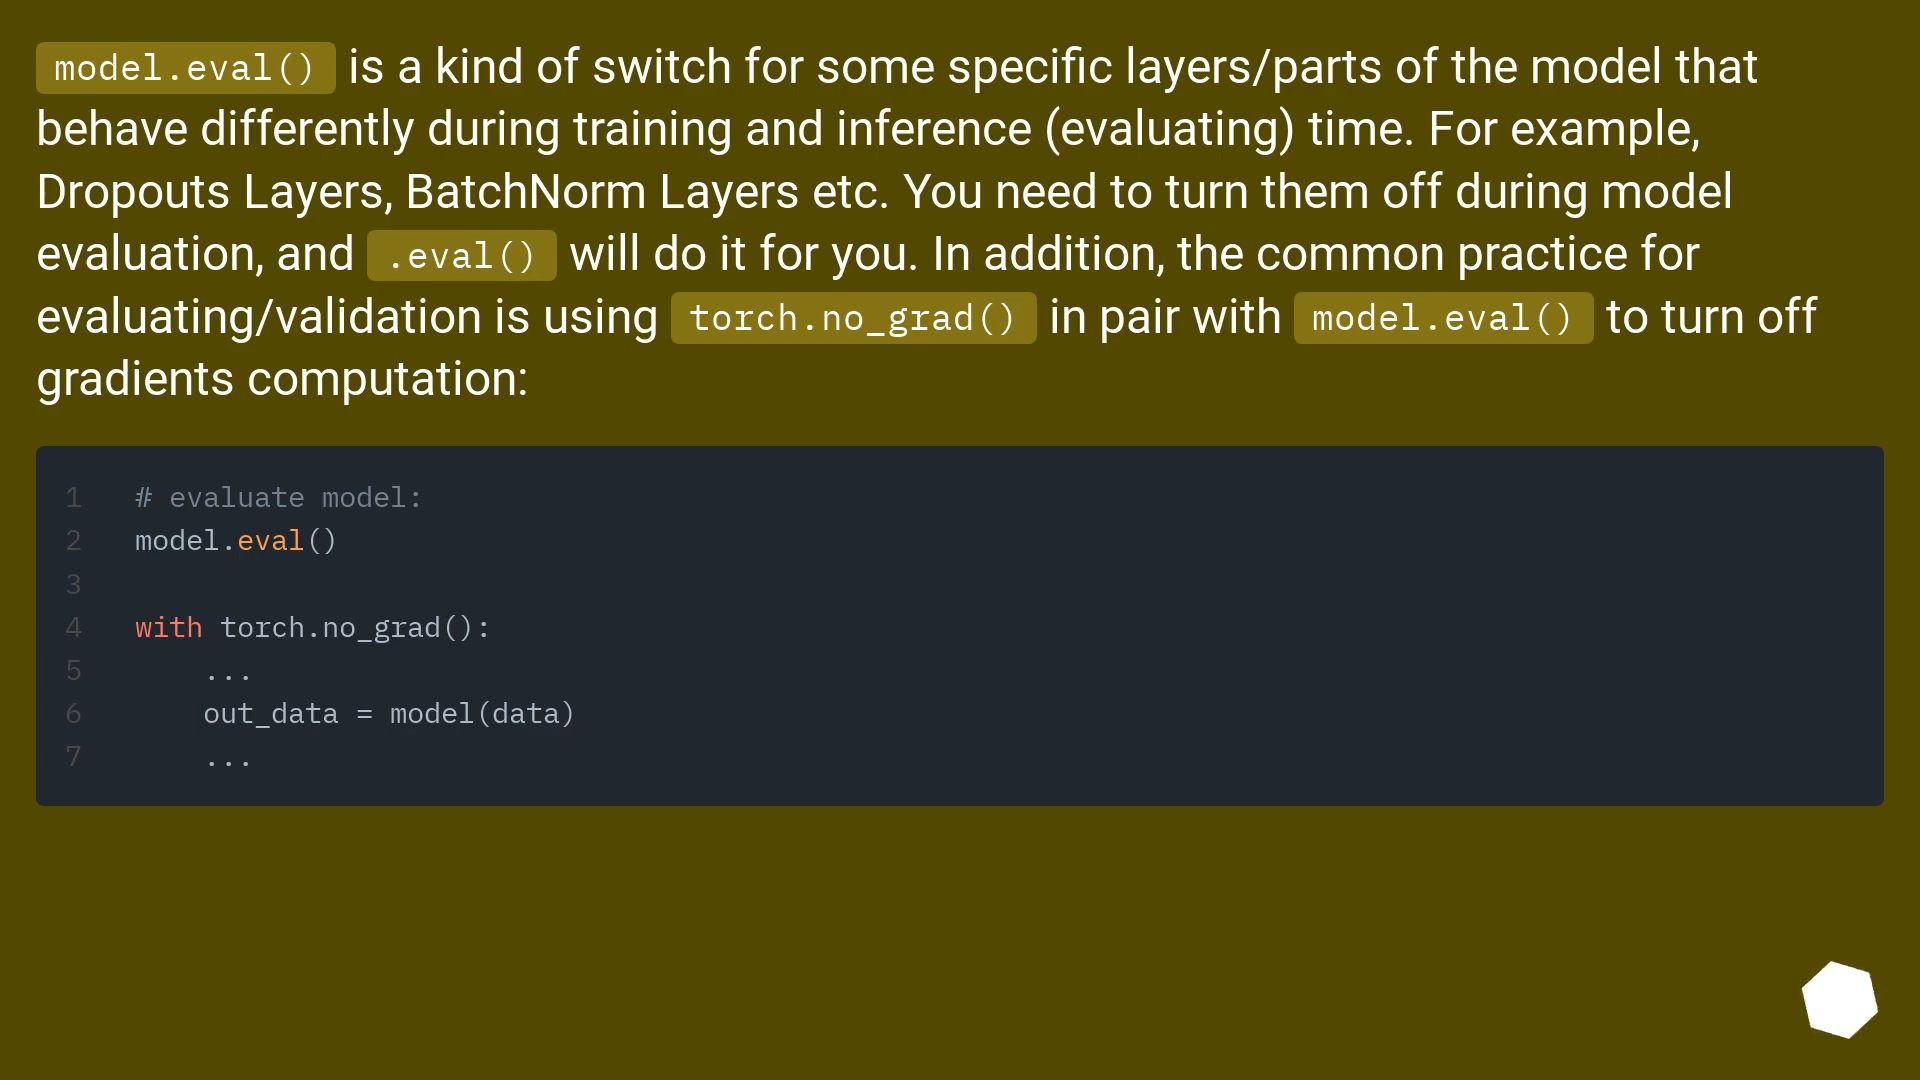 model.eval() is a kind of switch for some specific layers/parts of the model that
behave differently during training and inference (evaluating) time. For example,
Dropouts Layers, BatchNorm Layers etc. You need to turn them off during model
evaluation, and .eval() will do it for you. In addition, the common practice for
evaluating/validation is using torch.no_grad() in pair with model.eval() to turn off
gradients computation:
1 # evaluate model:
2 model.eval()
3
4 with torch.no_grad():
5     ...
6     out_data = model(data)
7     ...